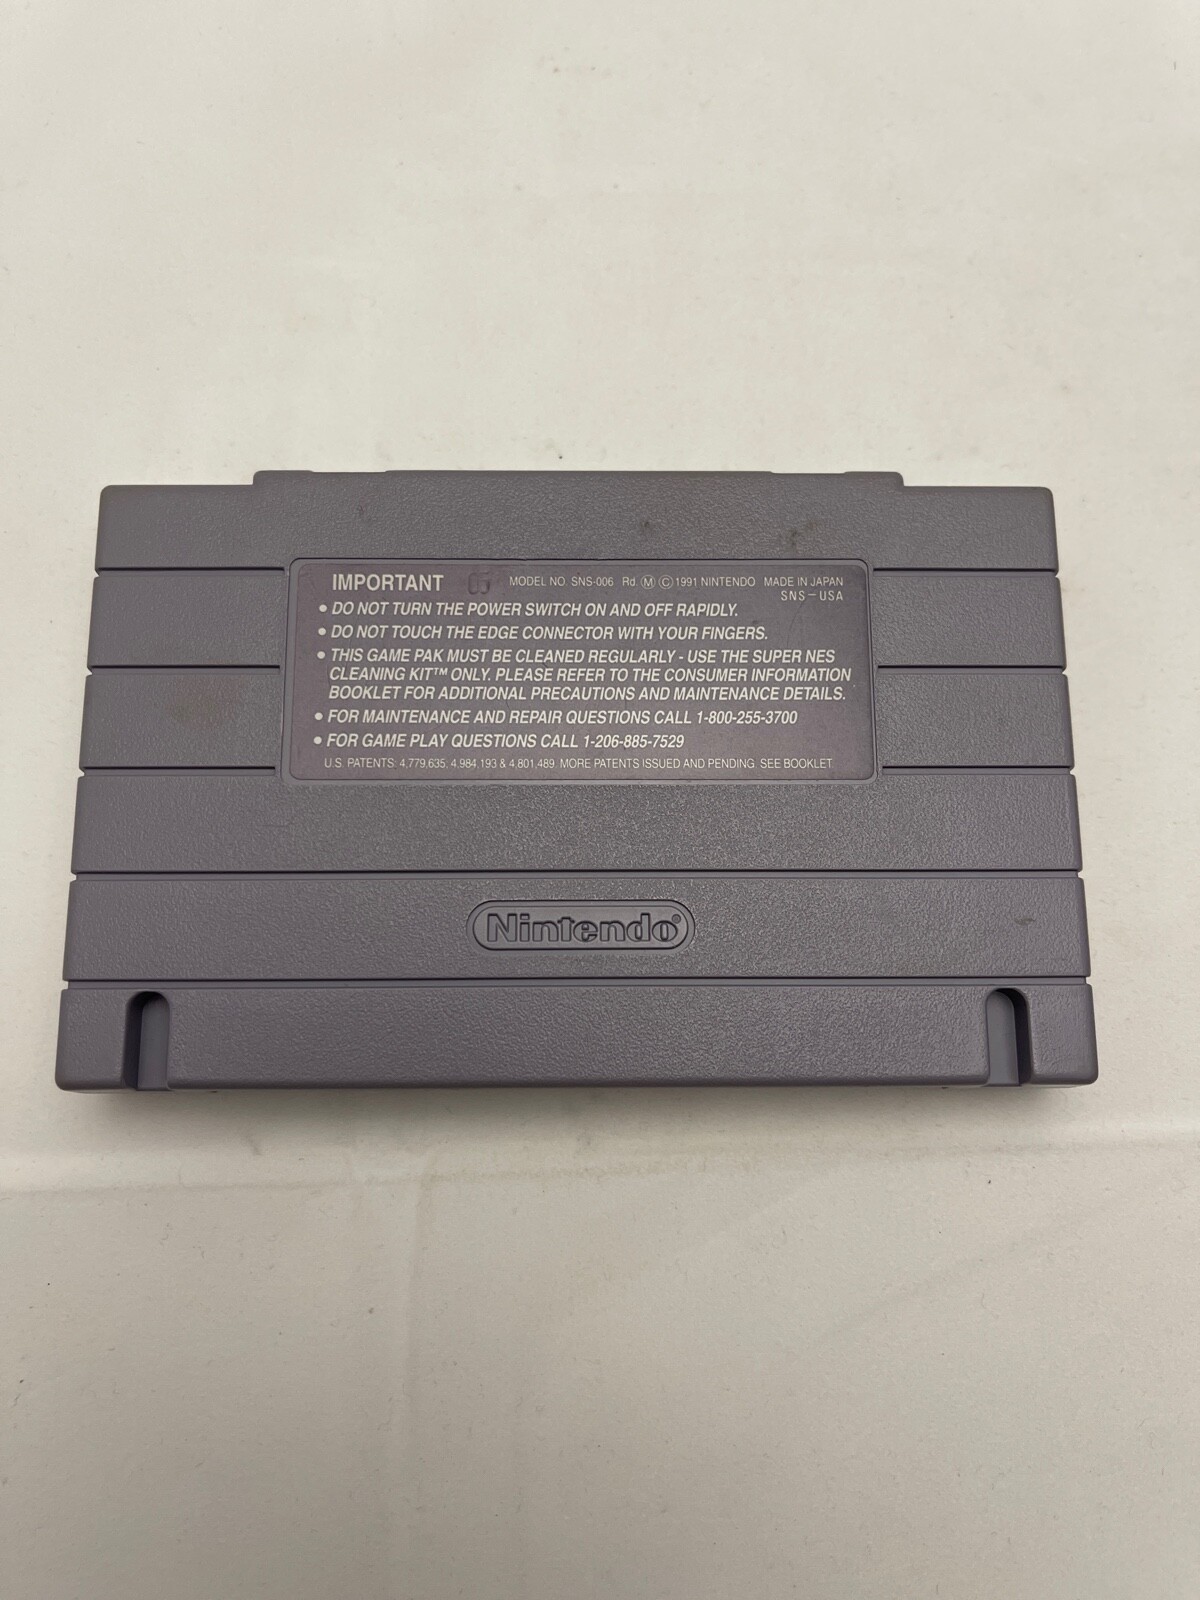 IMPORTANT 05 MODEL NO. SNS-006 Rd. Ⓜ Ⓒ 1991 NINTENDO MADE IN JAPAN
SNS-USA
• DO NOT TURN THE POWER SWITCH ON AND OFF RAPIDLY.
• DO NOT TOUCH THE EDGE CONNECTOR WITH YOUR FINGERS.
• THIS GAME PAK MUST BE CLEANED REGULARLY - USE THE SUPER NES
CLEANING KIT™ ONLY. PLEASE REFER TO THE CONSUMER INFORMATION
BOOKLET FOR ADDITIONAL PRECAUTIONS AND MAINTENANCE DETAILS.
• FOR MAINTENANCE AND REPAIR QUESTIONS CALL 1-800-255-3700
• FOR GAME PLAY QUESTIONS CALL 1-206-885-7529
U.S. PATENTS: 4,779,635; 4,984,193 & 4,801,489. MORE PATENTS ISSUED AND PENDING. SEE BOOKLET.
Nintendo®